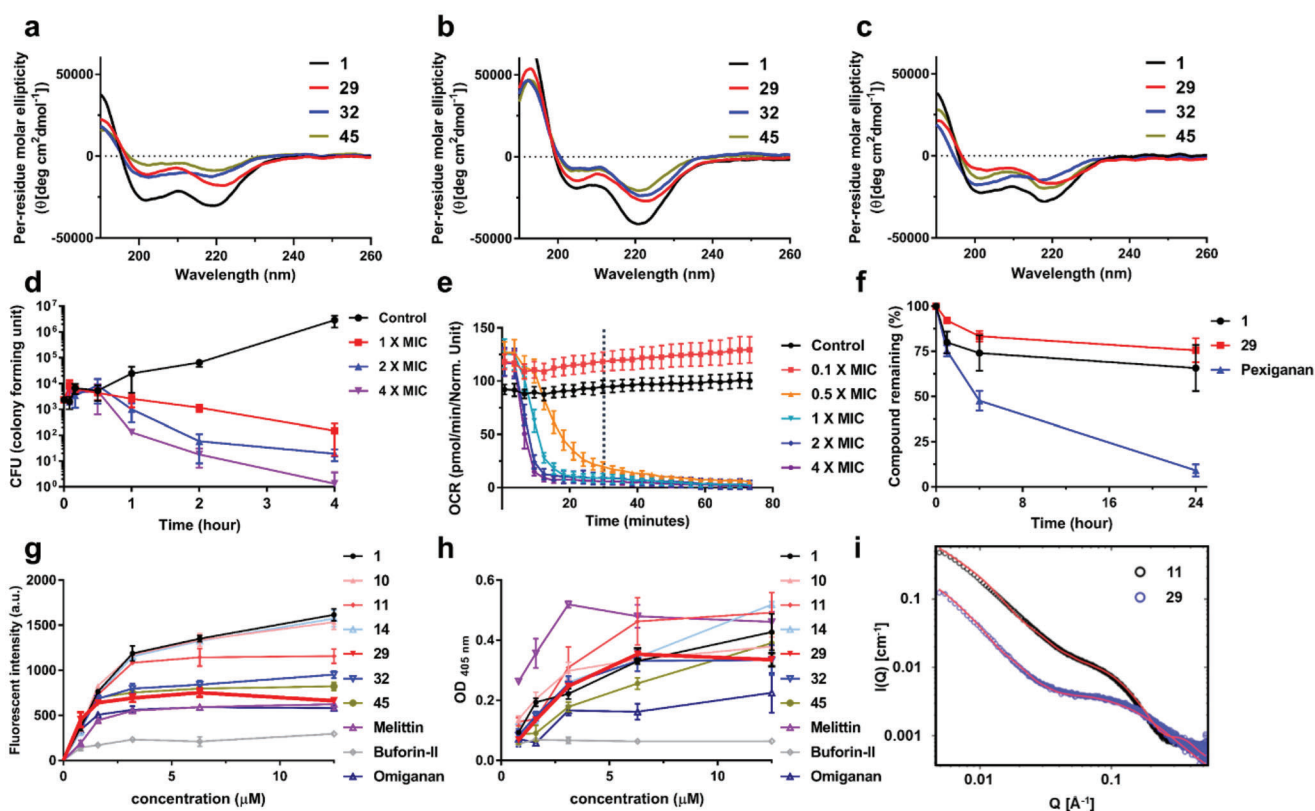 a
1
29
32
45
50000
0
-50000
200 220 240 260
Wavelength (nm)
Per-residue molar ellipticity
(θ[deg cm²dmol⁻¹])
b
1
29
32
45
50000
0
-50000
200 220 240 260
Wavelength (nm)
Per-residue molar ellipticity
(θ[deg cm²dmol⁻¹])
c
1
29
32
45
50000
0
-50000
200 220 240 260
Wavelength (nm)
Per-residue molar ellipticity
(θ[deg cm²dmol⁻¹])
d
CFU (colony forming unit)
10⁷
10⁶
10⁵
10⁴
10³
10²
10¹
10⁰
0 1 2 3 4
Time (hour)
Control
1 X MIC
2 X MIC
4 X MIC
e
OCR (pmol/min/Norm. Unit)
150
125
100
75
50
25
0
0 20 40 60 80
Time (minutes)
Control
0.1 X MIC
0.5 X MIC
1 X MIC
2 X MIC
4 X MIC
f
Compound remaining (%)
100
75
50
25
0
0 8 16 24
Time (hour)
1
29
Pexiganan
g
Fluorescent intensity (a.u.)
2000
1500
1000
500
0
0 5 10
concentration (μM)
1
10
11
14
29
32
45
Melittin
Buforin-II
Omiganan
h
OD 405 nm
0.6
0.4
0.2
0.0
0 5 10
concentration (μM)
1
10
11
14
29
32
45
Melittin
Buforin-II
Omiganan
i
11
29
I(Q) [cm⁻¹]
0.1
0.01
0.001
0.01 0.1
Q [Å⁻¹]